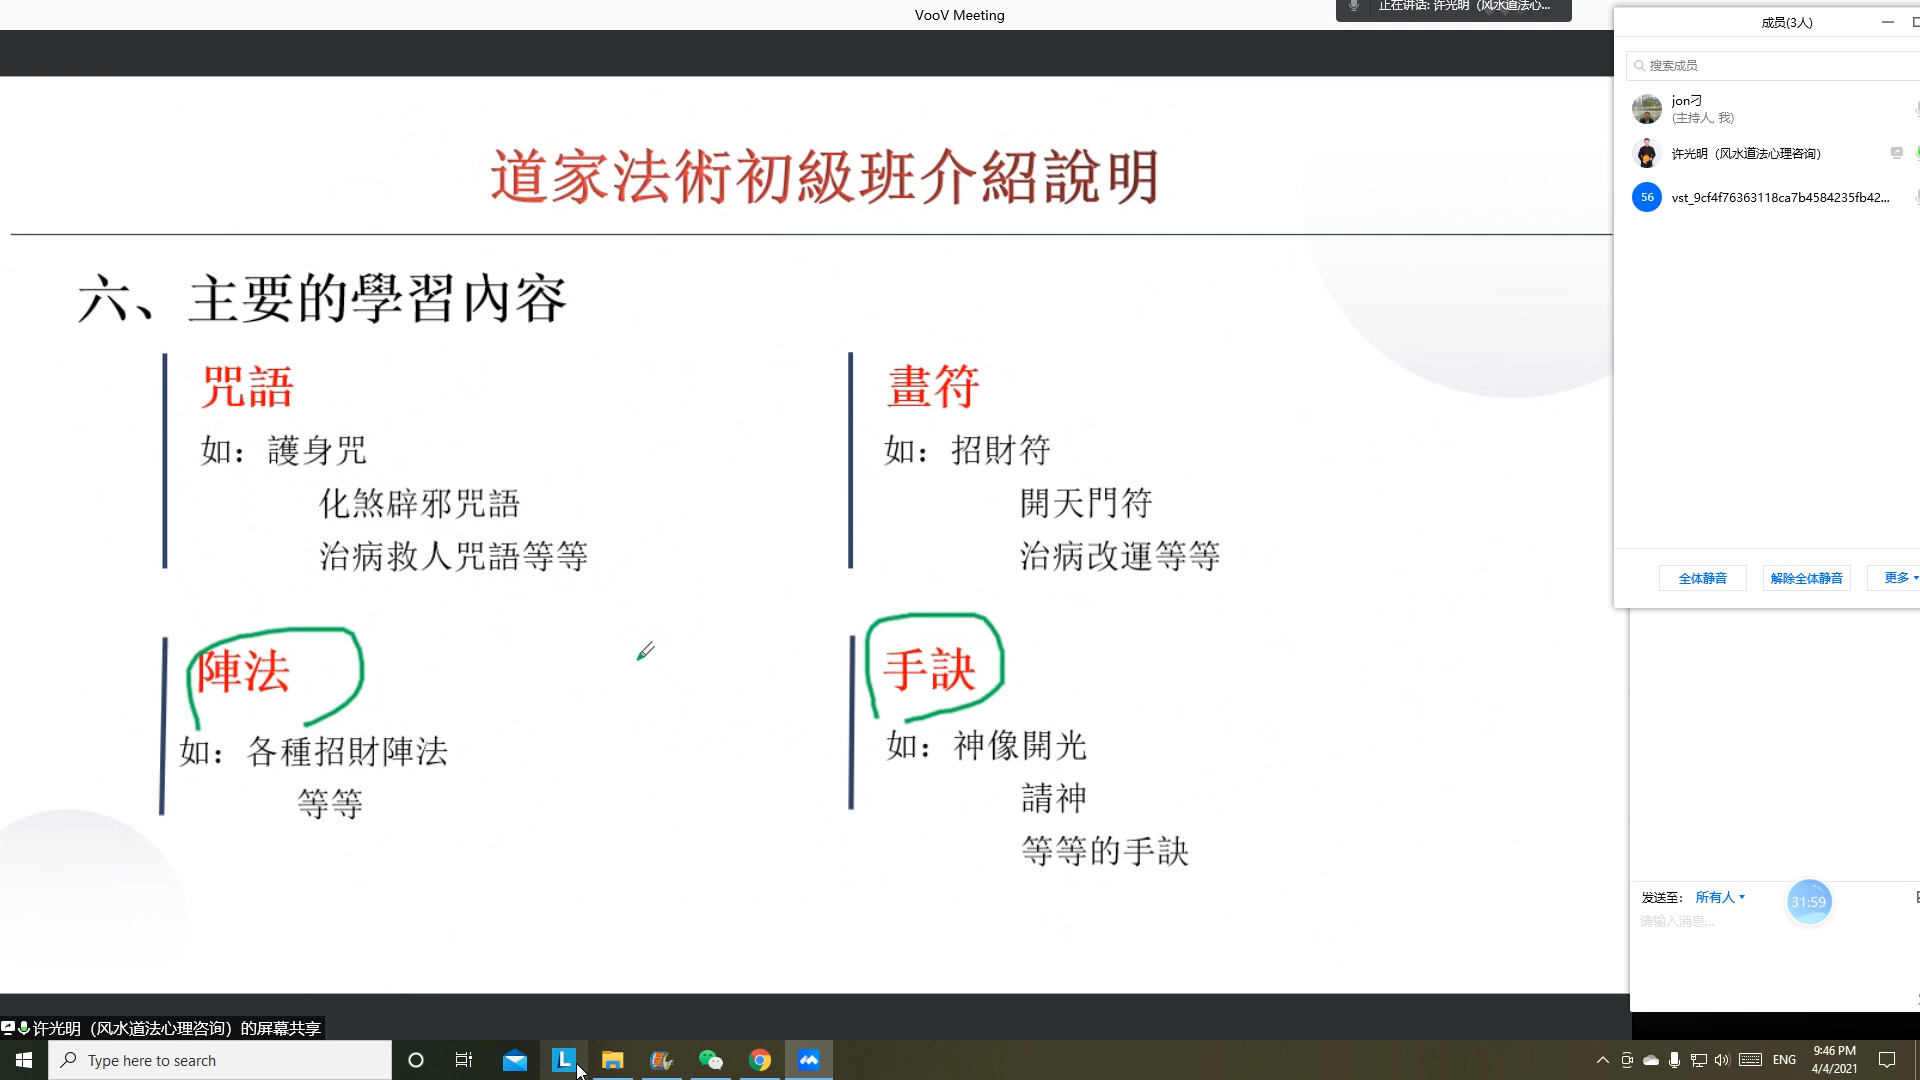 VooV Meeting
正在讲话: 许光明（风水道法心...
成员(3人)
搜索成员
jon刁
(主持人, 我)
许光明（风水道法心理咨询）
56
vst_9cf4f76363118ca7b4584235fb42...
全体静音
解除全体静音
更多
道家法術初級班介紹說明
六、主要的學習內容
咒語
如：護身咒
化煞辟邪咒語
治病救人咒語等等
畫符
如：招財符
開天門符
治病改運等等
陣法
如：各種招財陣法
等等
手訣
如：神像開光
請神
等等的手訣
发送至：
所有人
31:59
请输入消息...
许光明（风水道法心理咨询）的屏幕共享
Type here to search
L
ENG
9:46 PM
4/4/2021